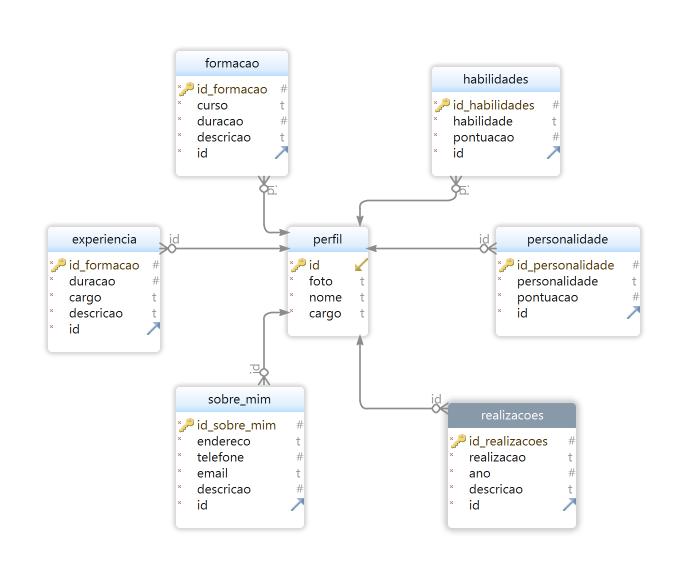 formacao
id_formacao #
curso t
duracao #
descricao t
id
habilidades
id_habilidades #
habilidade t
pontuacao #
id
id
id
experiencia
id_formacao #
duracao #
cargo t
descricao t
id
id
perfil
id
foto t
nome t
cargo t
id
personalidade
id_personalidade #
personalidade t
pontuacao #
id
id
sobre_mim
id_sobre_mim #
endereco t
telefone #
email t
descricao #
id
id
realizacoes
id_realizacoes #
realizacao t
ano #
descricao t
id